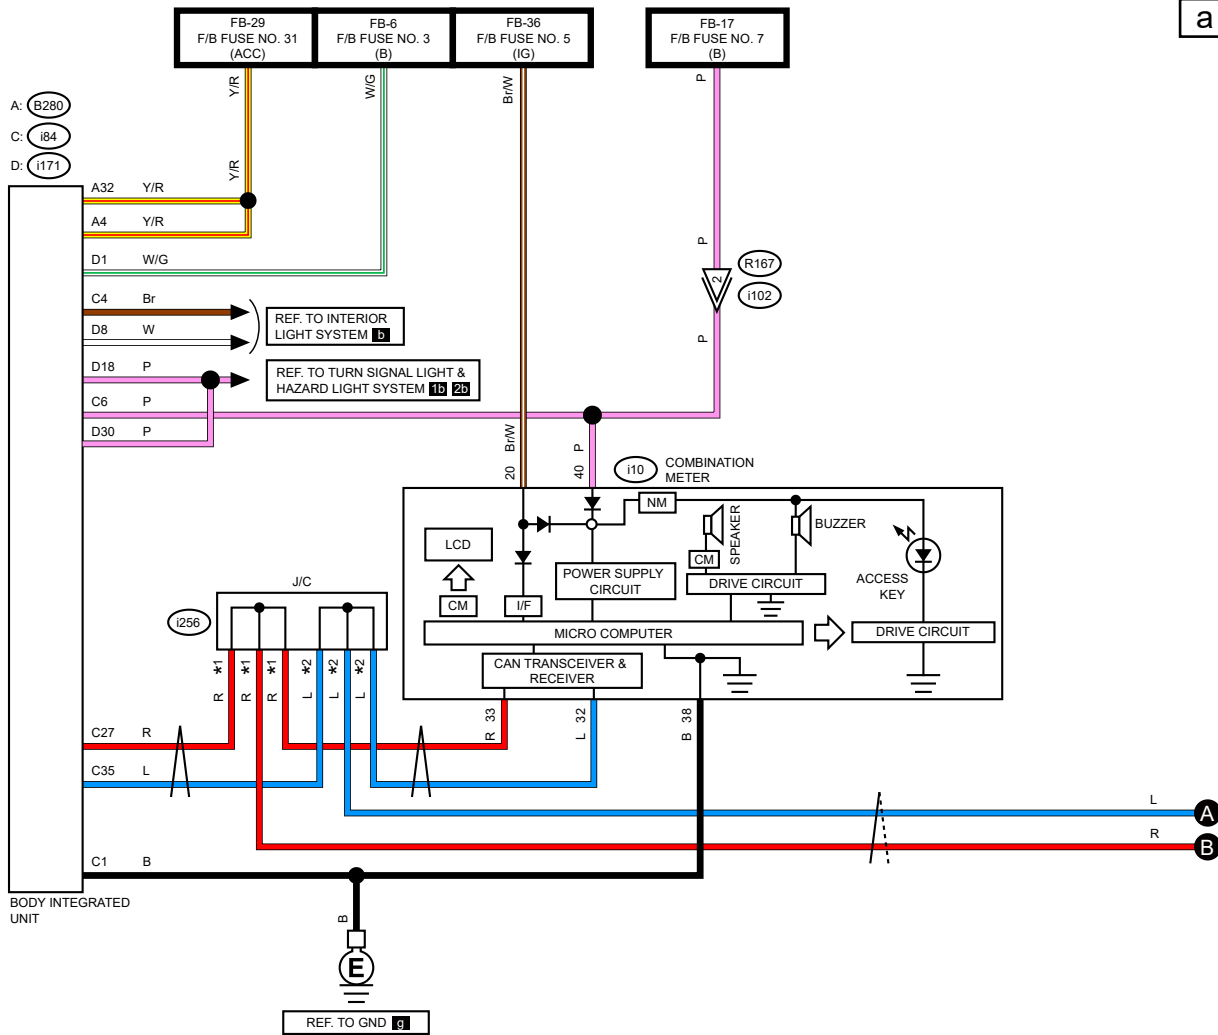 a
FB-29
F/B FUSE NO. 31
(ACC)
FB-6
F/B FUSE NO. 3
(B)
FB-36
F/B FUSE NO. 5
(IG)
FB-17
F/B FUSE NO. 7
(B)
Y/R
W/G
Br/W
P
A: B280
C: i84
D: i171
Y/R
A32 Y/R
A4 Y/R
D1 W/G
P
2
R167
i102
P
C4 Br
D8 W
REF. TO INTERIOR
LIGHT SYSTEM b
D18 P
REF. TO TURN SIGNAL LIGHT &
HAZARD LIGHT SYSTEM 1b 2b
C6 P
D30 P
20 Br/W
40 P
i10
COMBINATION
METER
NM
LCD
SPEAKER
BUZZER
CM
POWER SUPPLY
CIRCUIT
DRIVE CIRCUIT
ACCESS
KEY
CM
I/F
MICRO COMPUTER
DRIVE CIRCUIT
CAN TRANSCEIVER &
RECEIVER
J/C
i256
R *1
R *1
R *1
L *2
L *2
L *2
R 33
L 32
B 38
C27 R
C35 L
L
A
R
B
C1 B
BODY INTEGRATED
UNIT
B
E
REF. TO GND g